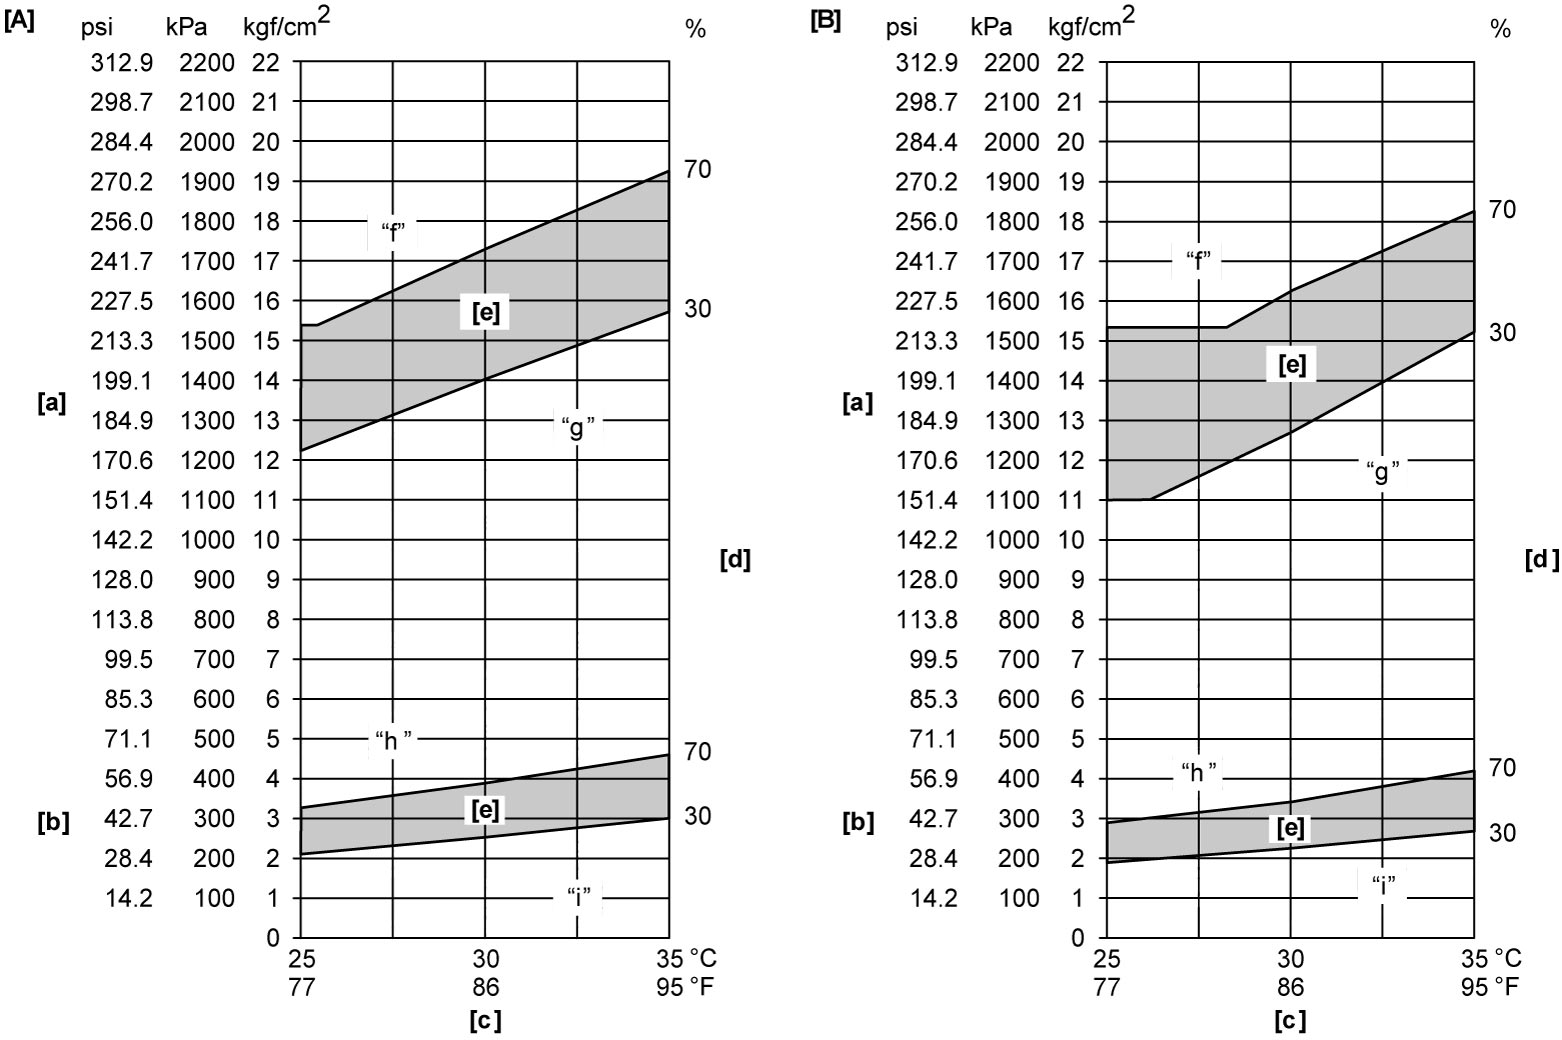 [A] psi kPa kgf/cm2 %
312.9 2200 22
298.7 2100 21
284.4 2000 20
270.2 1900 19
70
256.0 1800 18
“f”
241.7 1700 17
227.5 1600 16
[e]
30
213.3 1500 15
199.1 1400 14
[a]
184.9 1300 13
“g”
170.6 1200 12
151.4 1100 11
142.2 1000 10
[d]
128.0 900 9
113.8 800 8
99.5 700 7
85.3 600 6
71.1 500 5
“h”
70
56.9 400 4
[e]
30
[b]
42.7 300 3
28.4 200 2
14.2 100 1
“i”
0
25 30 35 °C
77 86 95 °F
[c]
[B] psi kPa kgf/cm2 %
312.9 2200 22
298.7 2100 21
284.4 2000 20
270.2 1900 19
70
256.0 1800 18
“f”
241.7 1700 17
227.5 1600 16
30
213.3 1500 15
[e]
199.1 1400 14
[a]
184.9 1300 13
170.6 1200 12
“g”
151.4 1100 11
142.2 1000 10
[d]
128.0 900 9
113.8 800 8
99.5 700 7
85.3 600 6
71.1 500 5
“h”
70
56.9 400 4
[b]
42.7 300 3
[e]
30
28.4 200 2
“i”
14.2 100 1
0
25 30 35 °C
77 86 95 °F
[c]